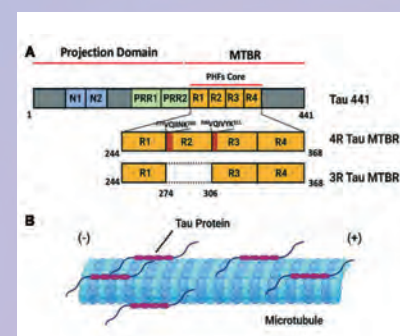 A
Projection Domain MTBR
PHFs Core
N1 N2 PRR1 PRR2 R1 R2 R3 R4 Tau 441
1 441
R1 R2 R3 R4 4R Tau MTBR
244 368
R1 R3 R4 3R Tau MTBR
244 368
274 306
B
Tau Protein
(-) (+)
Microtubule